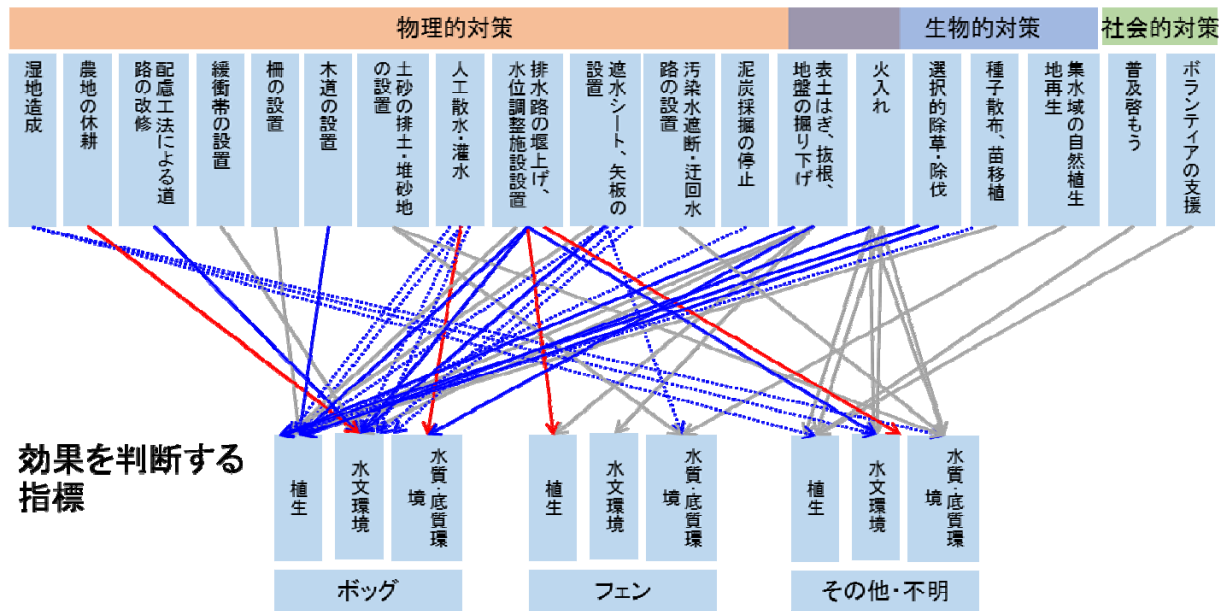 物理的対策
生物的対策
社会的対策
湿地造成
農地の休耕
配慮工法による道
路の改修
緩衝帯の設置
柵の設置
木道の設置
土砂の排土・堆砂地
の設置
人工散水・灌水
排水路の堰上げ、
水位調整施設設置
遮水シート、矢板の
設置
汚染水遮断・迂回水
路の設置
泥炭採掘の停止
表土はぎ、抜根、
地盤の掘り下げ
火入れ
選択的除草・除伐
種子散布、苗移植
集水域の自然植生
地再生
普及啓もう
ボランティアの支援
効果を判断する
指標
植生
水文環境
水質・底質環
境
植生
水文環境
水質・底質環
境
植生
水文環境
水質・底質環
境
ボッグ
フェン
その他・不明